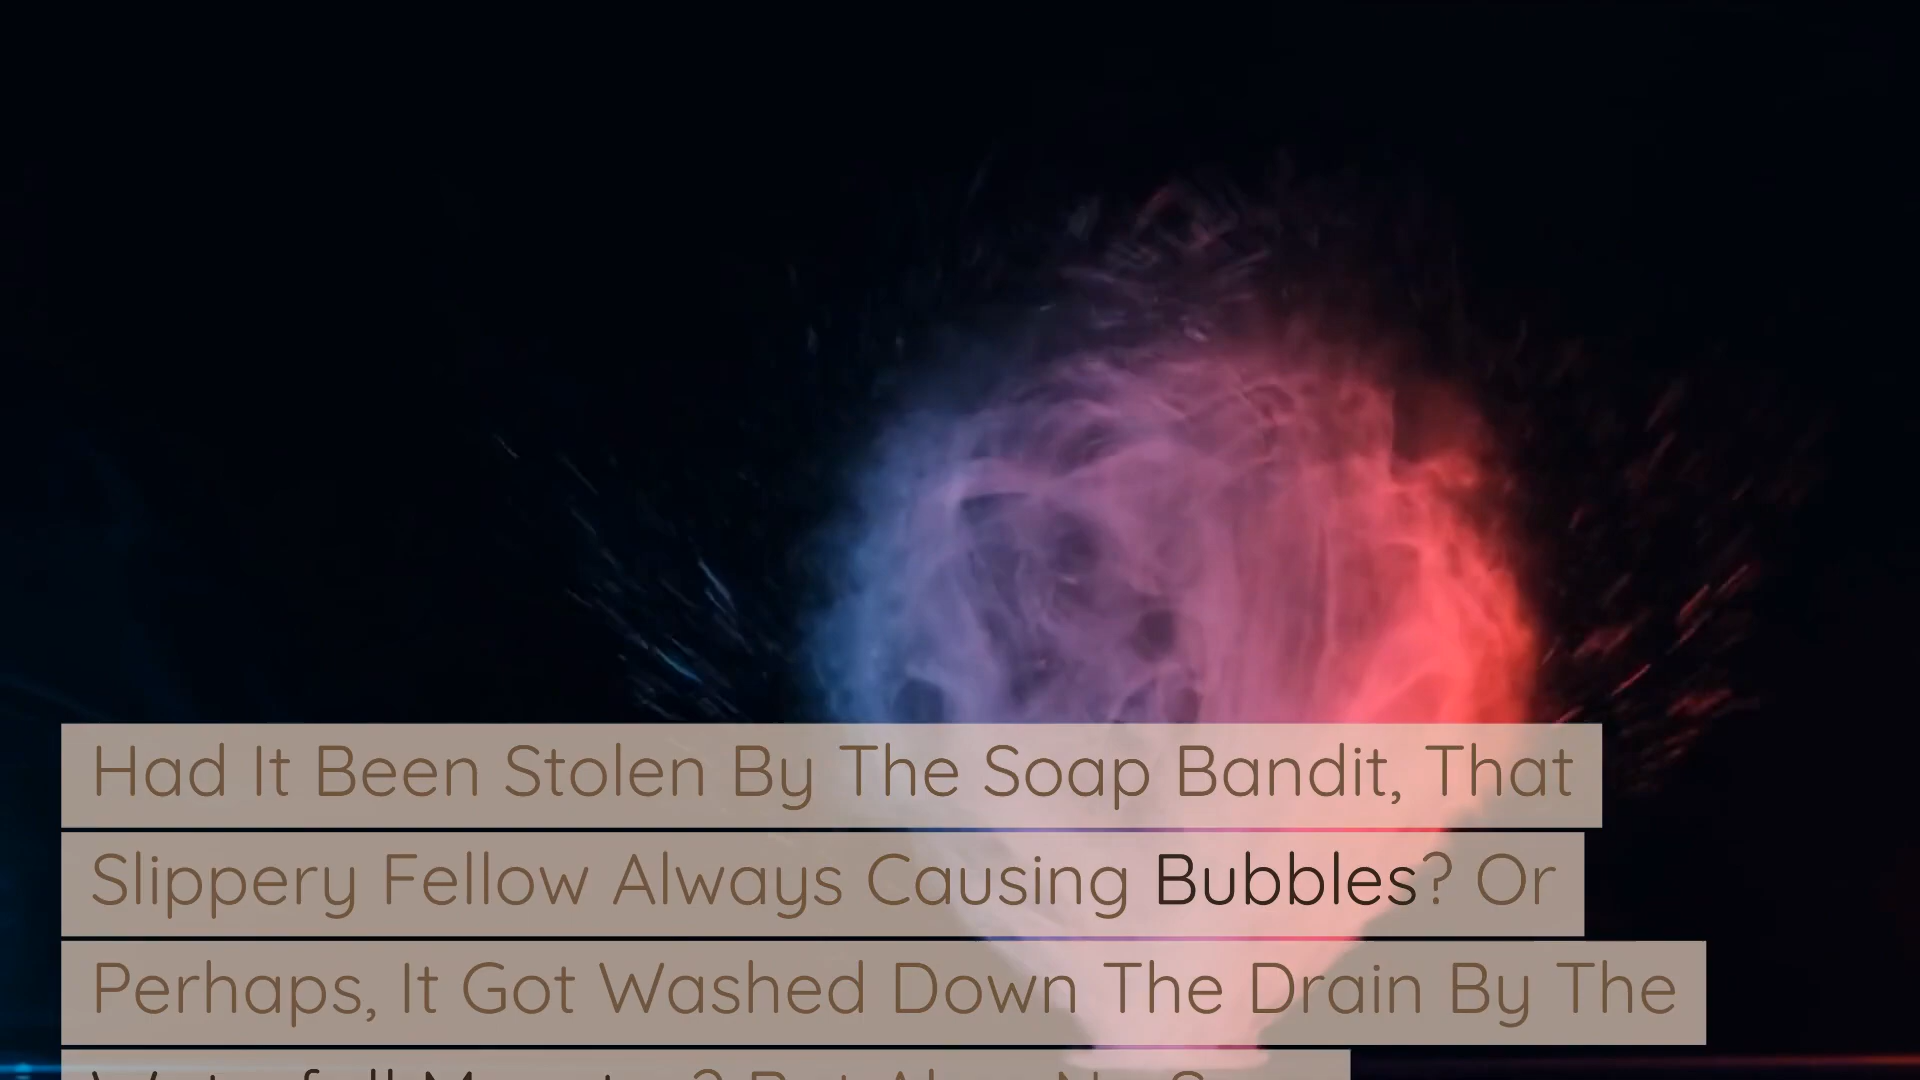 Had It Been Stolen By The Soap Bandit, That
Slippery Fellow Always Causing Bubbles? Or
Perhaps, It Got Washed Down The Drain By The